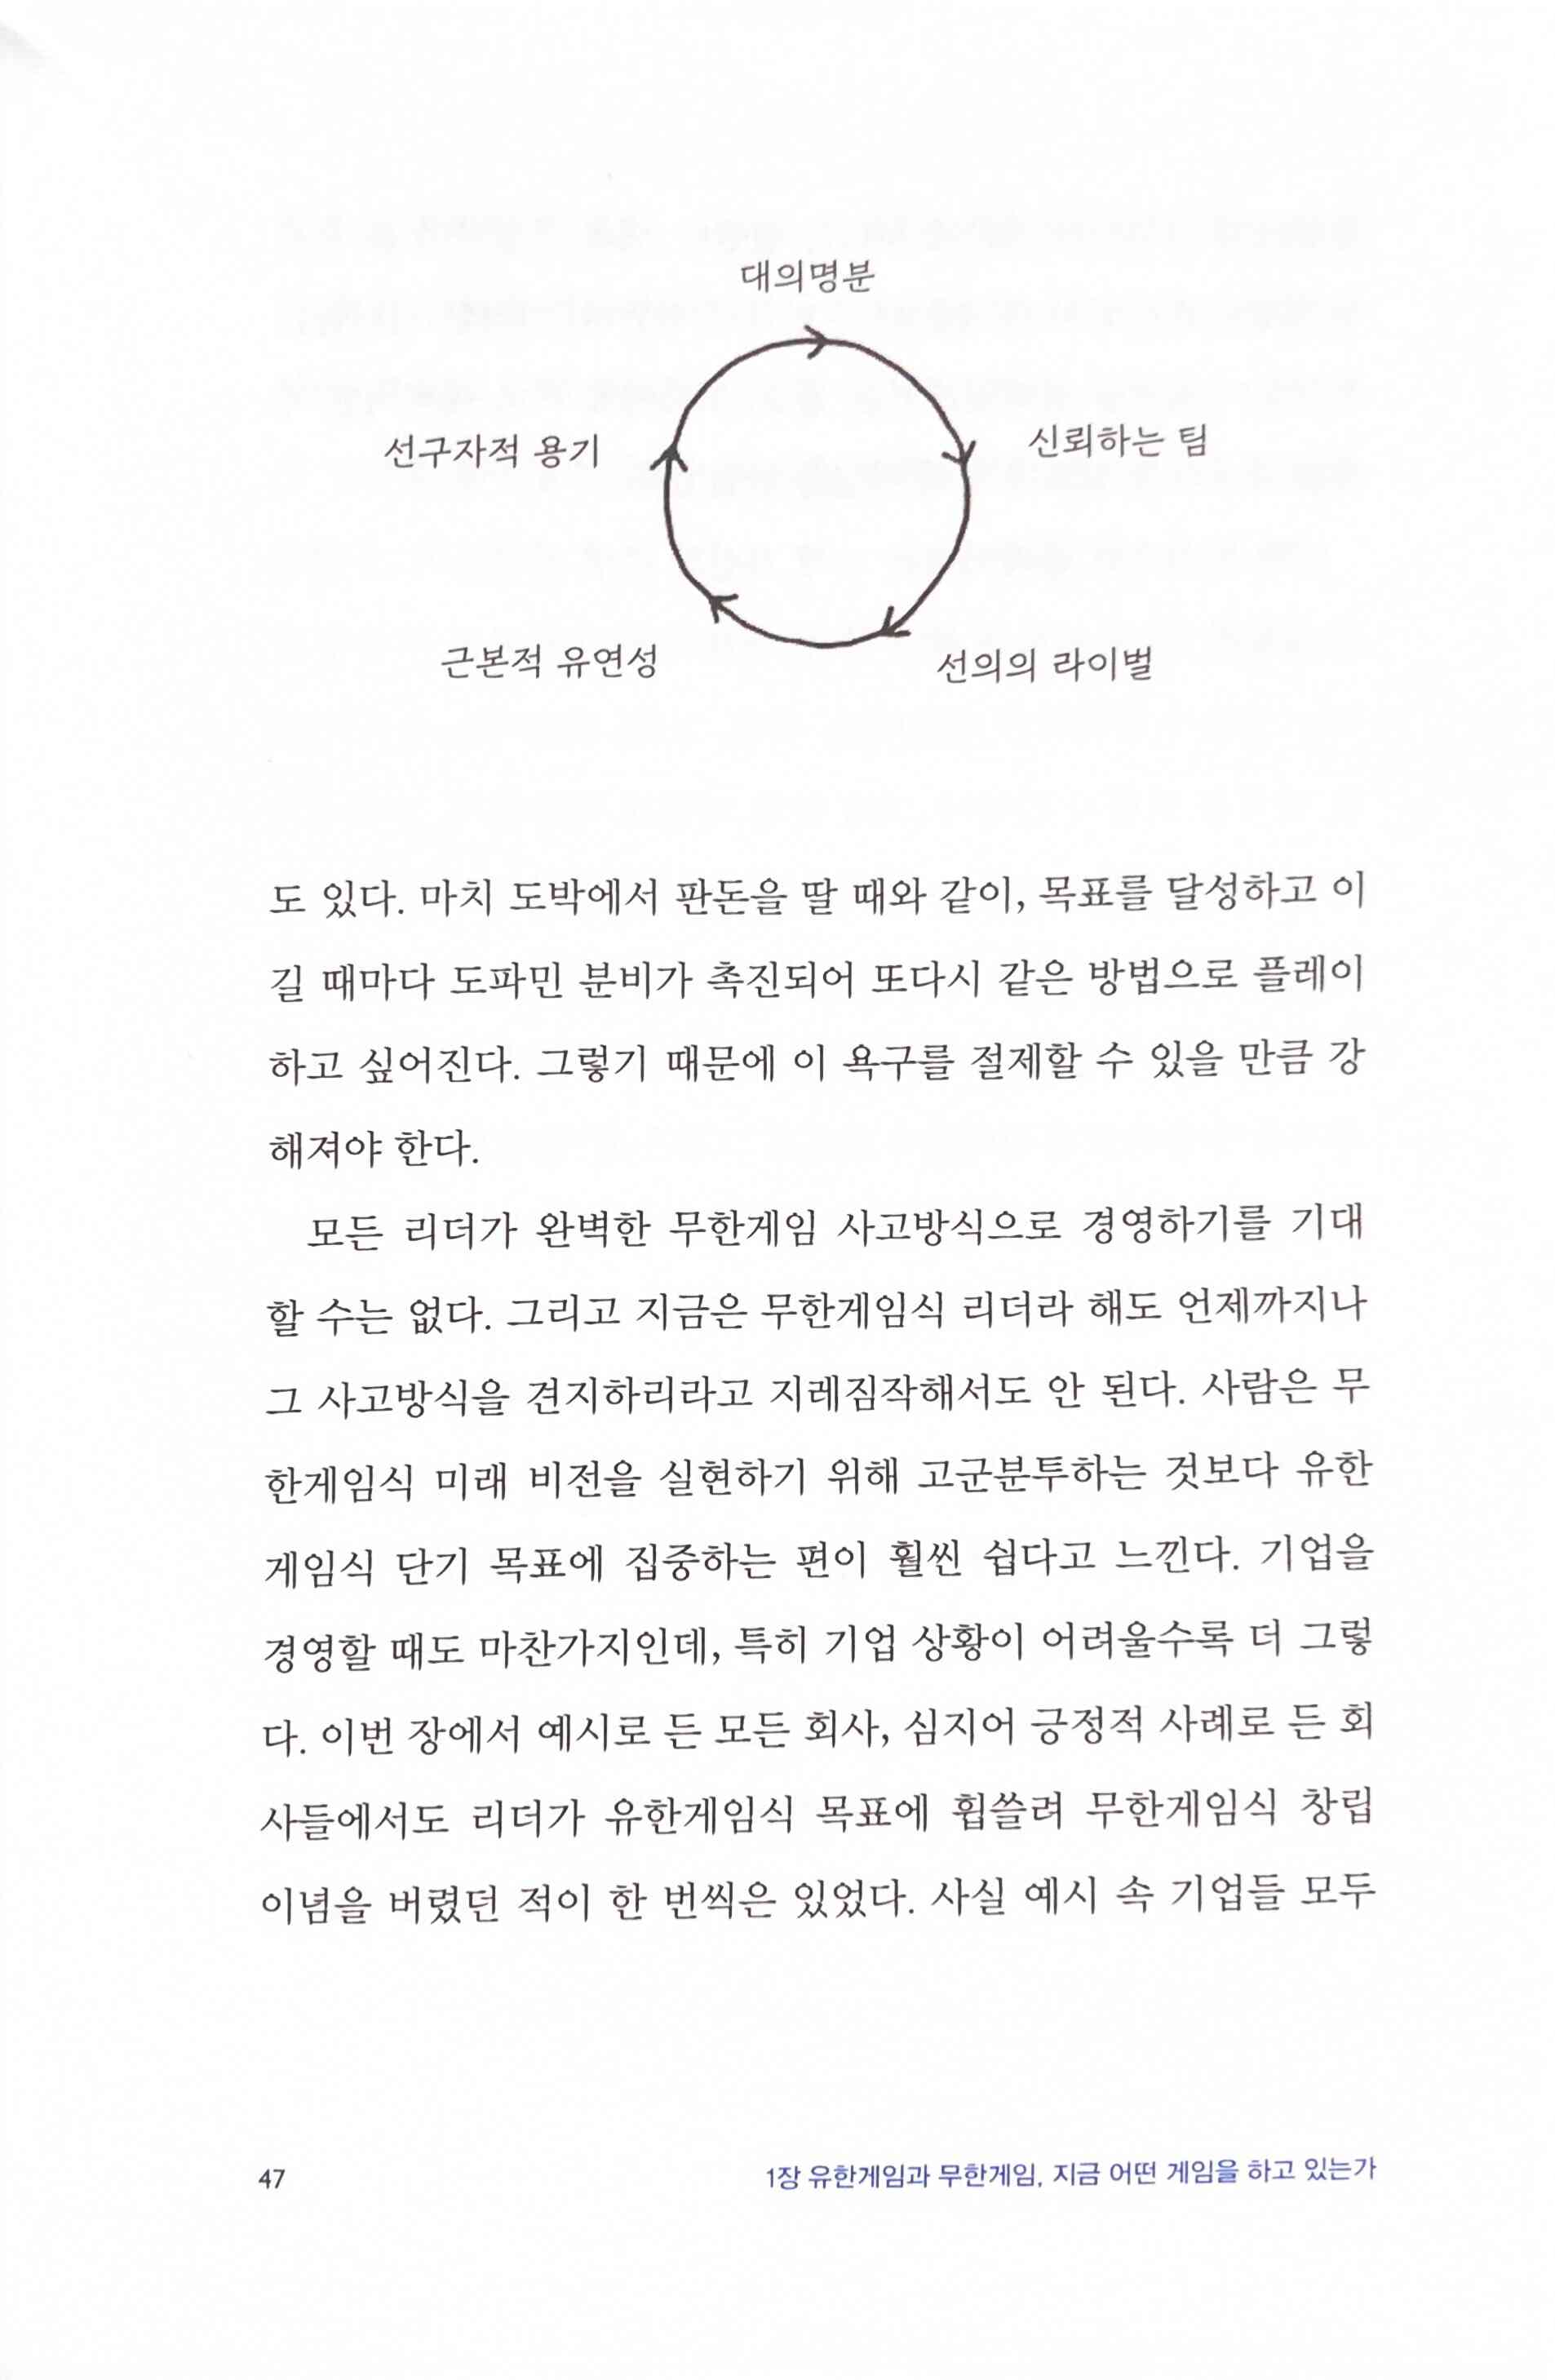 대의명분
선구자적 용기
신뢰하는 팀
근본적 유연성
선의의 라이벌
도 있다. 마치 도박에서 판돈을 딸 때와 같이, 목표를 달성하고 이
길 때마다 도파민 분비가 촉진되어 또다시 같은 방법으로 플레이
하고 싶어진다. 그렇기 때문에 이 욕구를 절제할 수 있을 만큼 강
해져야 한다.
모든 리더가 완벽한 무한게임 사고방식으로 경영하기를 기대
할 수는 없다. 그리고 지금은 무한게임식 리더라 해도 언제까지나
그 사고방식을 견지하리라고 지레짐작해서도 안 된다. 사람은 무
한게임식 미래 비전을 실현하기 위해 고군분투하는 것보다 유한
게임식 단기 목표에 집중하는 편이 훨씬 쉽다고 느낀다. 기업을
경영할 때도 마찬가지인데, 특히 기업 상황이 어려울수록 더 그렇
다. 이번 장에서 예시로 든 모든 회사, 심지어 긍정적 사례로 든 회
사들에서도 리더가 유한게임식 목표에 휩쓸려 무한게임식 창립
이념을 버렸던 적이 한 번씩은 있었다. 사실 예시 속 기업들 모두
47
1장 유한게임과 무한게임, 지금 어떤 게임을 하고 있는가